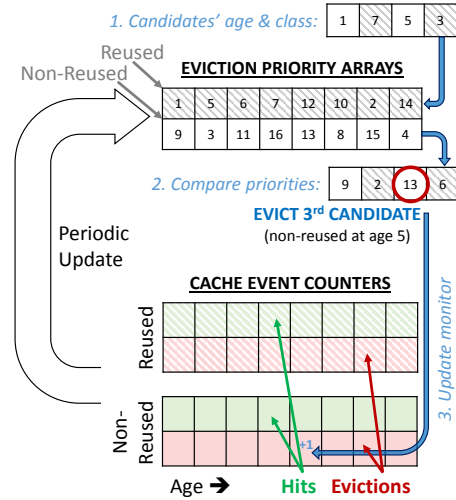 1. Candidates' age & class: 1 7 5 3
Reused
Non-Reused
EVICTION PRIORITY ARRAYS
1 5 6 7 12 10 2 14
9 3 11 16 13 8 15 4
2. Compare priorities: 9 2 13 6
EVICT 3rd CANDIDATE
(non-reused at age 5)
Periodic
Update
CACHE EVENT COUNTERS
Reused
3. Update monitor
Non-
Reused
+1
Age
Hits
Evictions